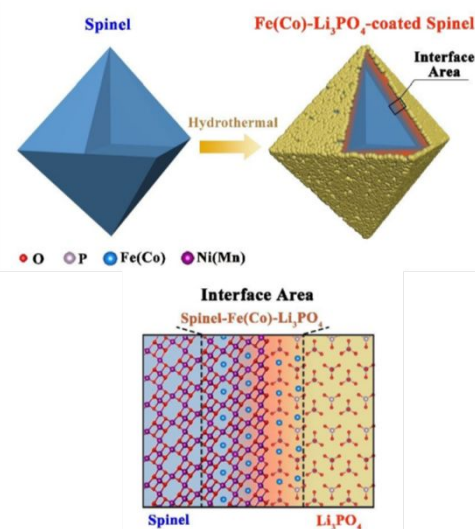 Spinel
Fe(Co)-Li₃PO₄-coated Spinel
Interface
Area
Hydrothermal
O P Fe(Co) Ni(Mn)
Interface Area
Spinel-Fe(Co)-Li₃PO₄
Spinel
Li₃PO₄